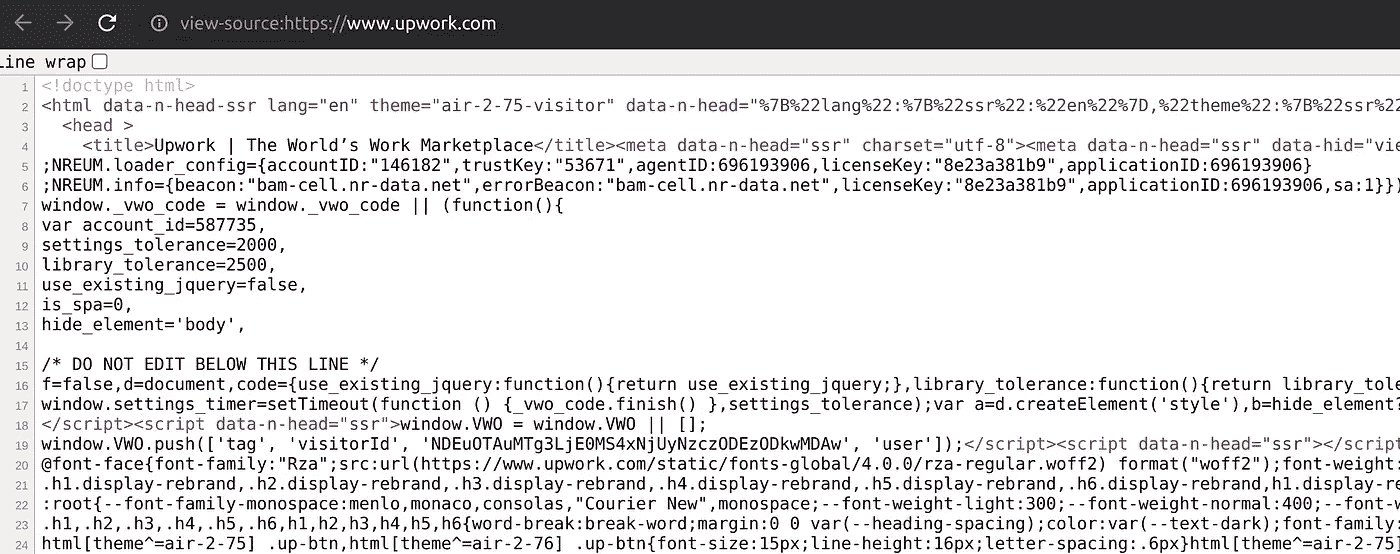 view-source:https://www.upwork.com
Line wrap
1 <!doctype html>
2 <html data-n-head-ssr lang="en" theme="air-2-75-visitor" data-n-head="%7B%22lang%22:%7B%22ssr%22:%22en%22%7D,%22theme%22:%7B%22ssr%22
3 <head >
4 <title>Upwork | The World’s Work Marketplace</title><meta data-n-head="ssr" charset="utf-8"><meta data-n-head="ssr" data-hid="vie
5 ;NREUM.loader_config={accountID:"146182",trustKey:"53671",agentID:696193906,licenseKey:"8e23a381b9",applicationID:696193906}
6 ;NREUM.info={beacon:"bam-cell.nr-data.net",errorBeacon:"bam-cell.nr-data.net",licenseKey:"8e23a381b9",applicationID:696193906,sa:1}})
7 window._vwo_code = window._vwo_code || (function(){
8 var account_id=587735,
9 settings_tolerance=2000,
10 library_tolerance=2500,
11 use_existing_jquery=false,
12 is_spa=0,
13 hide_element='body',
14
15 /* DO NOT EDIT BELOW THIS LINE */
16 f=false,d=document,code={use_existing_jquery:function(){return use_existing_jquery;},library_tolerance:function(){return library_tole
17 window.settings_timer=setTimeout(function () {_vwo_code.finish() },settings_tolerance);var a=d.createElement('style'),b=hide_element?
18 </script><script data-n-head="ssr">window.VWO = window.VWO || [];
19 window.VWO.push(['tag', 'visitorId', 'NDEuOTAuMTg3LjE0MS4xNjUyNzczODEzODkwMDAw', 'user']);</script><script data-n-head="ssr"></script
20 @font-face{font-family:"Rza";src:url(https://www.upwork.com/static/fonts-global/4.0.0/rza-regular.woff2) format("woff2");font-weight:
21 .h1.display-rebrand,.h2.display-rebrand,.h3.display-rebrand,.h4.display-rebrand,.h5.display-rebrand,.h6.display-rebrand,h1.display-re
22 :root{--font-family-monospace:menlo,monaco,consolas,"Courier New",monospace;--font-weight-light:300;--font-weight-normal:400;--font-
23 .h1,.h2,.h3,.h4,.h5,.h6,h1,h2,h3,h4,h5,h6{word-break:break-word;margin:0 0 var(--heading-spacing);color:var(--text-dark);font-family:
24 html[theme^=air-2-75] .up-btn,html[theme^=air-2-76] .up-btn{font-size:15px;line-height:16px;letter-spacing:.6px}html[theme^=air-2-75]